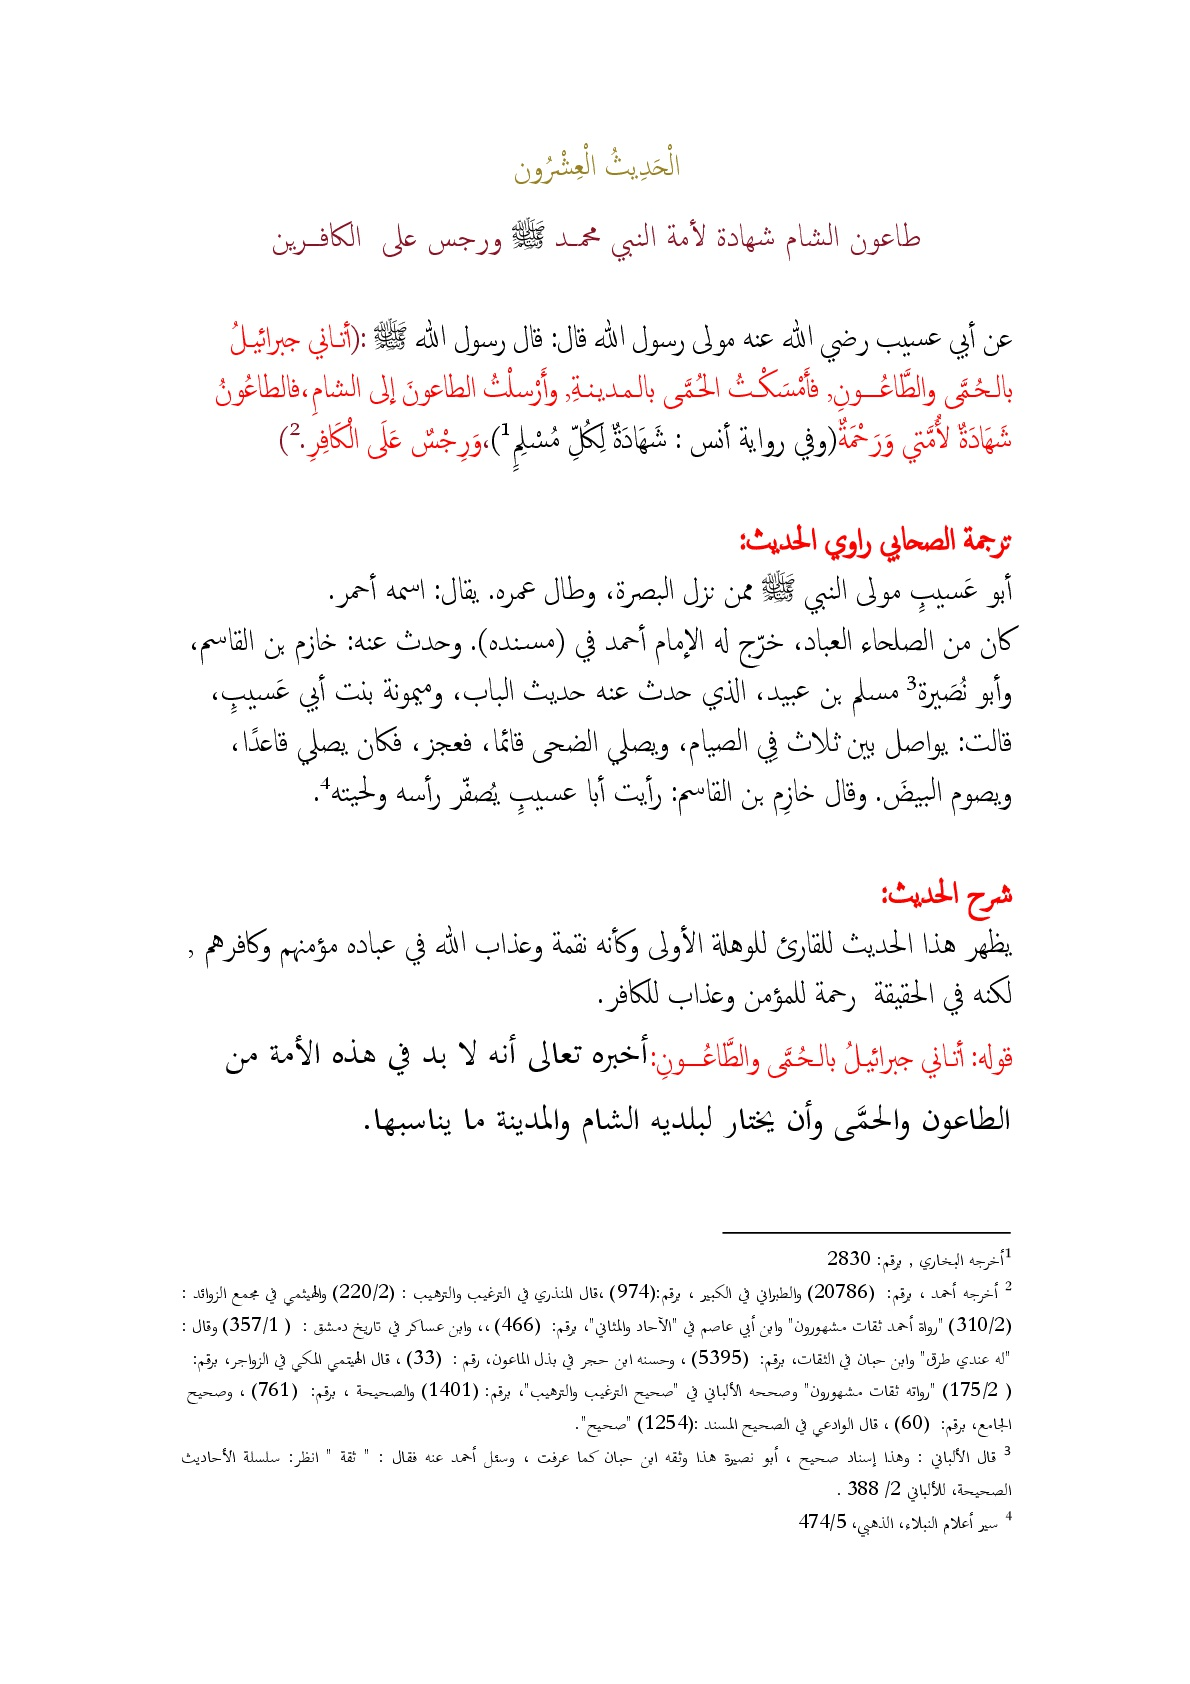 الْحَدِيثُ الْعِشْرُون
طاعون الشام شهادة لأمة النبي محمـد ﷺ ورجس على الكافـرين
عن أبي عسيب رضي الله عنه مولى رسول الله قال: قال رسول الله ﷺ :(أتـاني جبرائيـلُ
بالـحُمَّى والطَّاعُـــونِ, فأَمْسَكْـتُ الحُمَّى بالـمـدينـةِ, وأَرْسلْتُ الطاعونَ إلى الشامِ،فالطاعُونُ
شَهَادَةٌ لأُمَّتي وَرَحْمَةٌ(وفي رواية أنس : شَهَادَةٌ لِكُلِّ مُسْلِمٍ1)،وَرِجْسٌ عَلَى الْكَافِرِ.2)
ترجمة الصحابي راوي الحديث:
أبو عَسيبٍ مولى النبي ﷺ ممن نزل البصرة، وطال عمره. يقال: اسمه أحمر.
كان من الصلحاء العباد، خرّج له الإمام أحمد في (مسنده). وحدث عنه: خازم بن القاسم،
وأبو نُصَيرة3 مسلم بن عبيد، الذي حدث عنه حديث الباب، وميمونة بنت أبي عَسيبٍ،
قالت: يواصل بين ثلاث فِي الصيام، ويصلي الضحى قائمًا، فعجز، فكان يصلي قاعدًا،
ويصوم البيضَ. وقال خازِم بن القاسم: رأيت أبا عسيبٍ يُصفّر رأسه ولحيته4.
شرح الحديث:
يظهر هذا الحديث للقارئ للوهلة الأولى وكأنه نقمة وعذاب الله في عباده مؤمنهم وكافرهم ,
لكنه في الحقيقة رحمة للمؤمن وعذاب للكافر.
قوله: أتـاني جبرائيـلُ بالـحُمَّى والطَّاعُـــونِ:أخبره تعالى أنه لا بد في هذه الأمة من
الطاعون والحمَّى وأن يختار لبلديه الشام والمدينة ما يناسبها.
1أخرجه البخاري , برقم: 2830
2 أخرجه أحمد ، برقم: (20786) والطبراني في الكبير ، برقم:(974) ،قال المنذري في الترغيب والترهيب : (220/2) والهيثمي في مجمع الزوائد :
(310/2) "رواة أحمد ثقات مشهورون" وابن أبي عاصم في "الآحاد والمثاني"، برقم: (466) ،، وابن عساكر في تاريخ دمشق : ( 357/1) وقال :
"له عندي طرق" وابن حبان في الثقات، برقم: (5395) ، وحسنه ابن حجر في بذل الماعون، رقم : (33) ، قال الهيتمي المكي في الزواجر، برقم:
( 175/2) "رواته ثقات مشهورون" وصححه الألباني في "صحيح الترغيب والترهيب"، برقم: (1401) والصحيحة ، برقم: (761) ، وصحيح
الجامع، برقم: (60) ، قال الوادعي في الصحيح المسند :(1254) "صحيح".
3 قال الألباني : وهذا إسناد صحيح ، أبو نصيرة هذا وثقه ابن حبان كما عرفت ، وسئل أحمد عنه فقال : " ثقة " انظر: سلسلة الأحاديث
الصحيحة، للألباني 2/ 388 .
4 سير أعلام النبلاء، الذهبي، 474/5